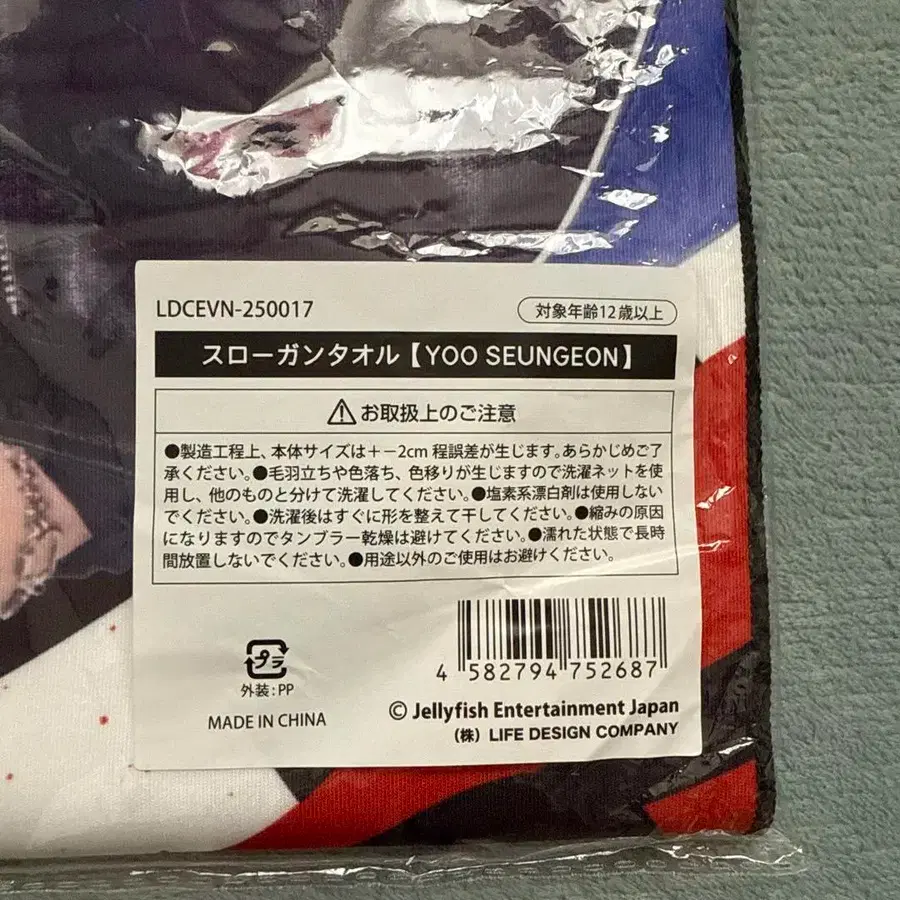 LDCEVN-250017
対象年齢12歳以上
スローガンタオル【YOO SEUNGEON】
お取扱上のご注意
●製造工程上、本体サイズは+−2cm 程誤差が生じます。あらかじめご了
承ください。●毛羽立ちや色落ち、色移りが生じますので洗濯ネットを使
用し、他のものと分けて洗濯してください。●塩素系漂白剤は使用しない
でください。●洗濯後はすぐに形を整えて干してください。●縮みの原因
になりますのでタンブラー乾燥は避けてください。●濡れた状態で長時
間放置しないでください。●用途以外のご使用はお避けください。
プラ
外装:PP
MADE IN CHINA
4 582794 752687
© Jellyfish Entertainment Japan
(株) LIFE DESIGN COMPANY